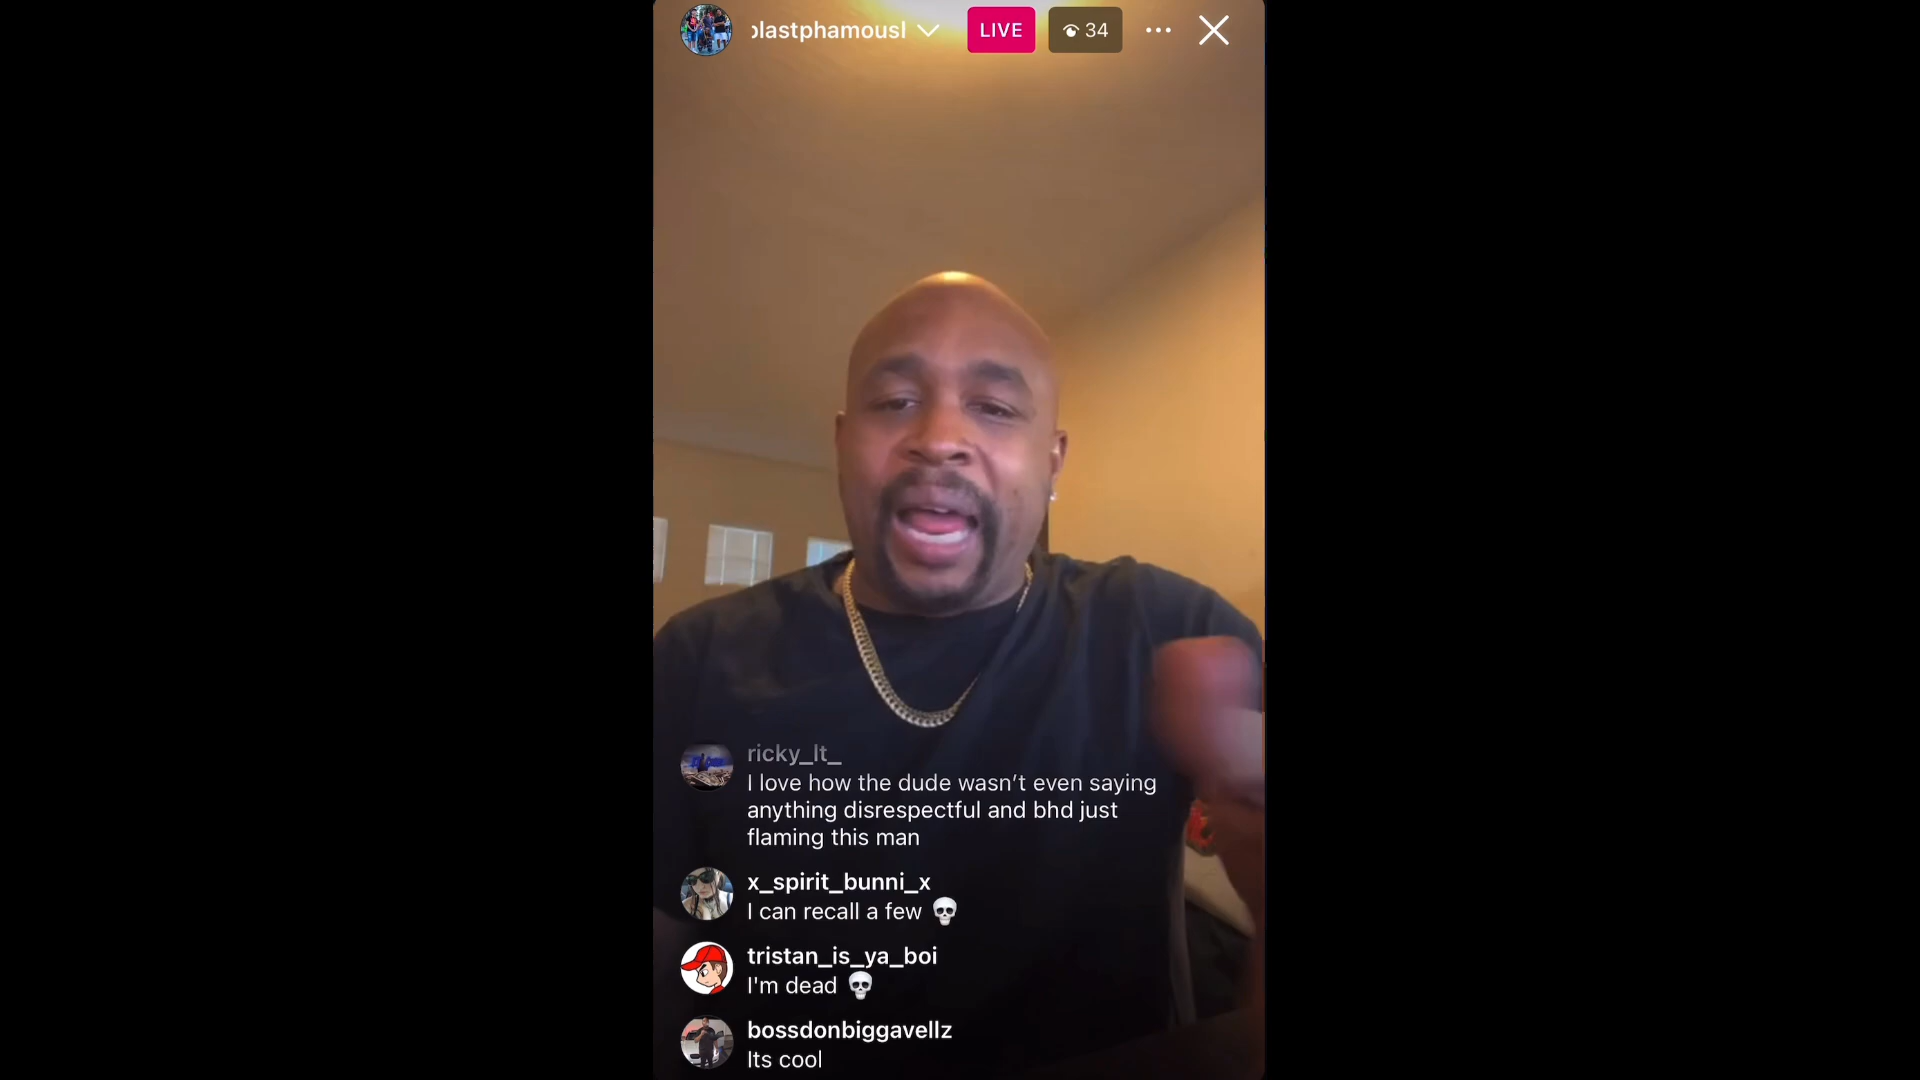 blastphamousl
LIVE
34
ricky_lt_
I love how the dude wasn't even saying
anything disrespectful and bhd just
flaming this man
x_spirit_bunni_x
I can recall a few 💀
tristan_is_ya_boi
I'm dead 💀
bossdonbiggavellz
Its cool